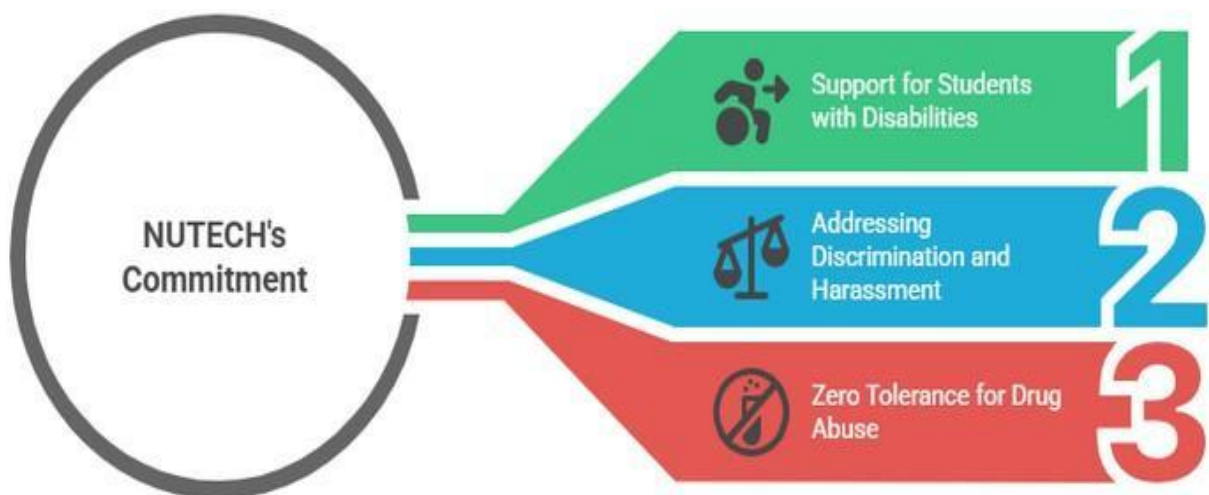 NUTECH's
Commitment
Support for Students
with Disabilities
1
Addressing
Discrimination and
Harassment
2
Zero Tolerance for Drug
Abuse
3